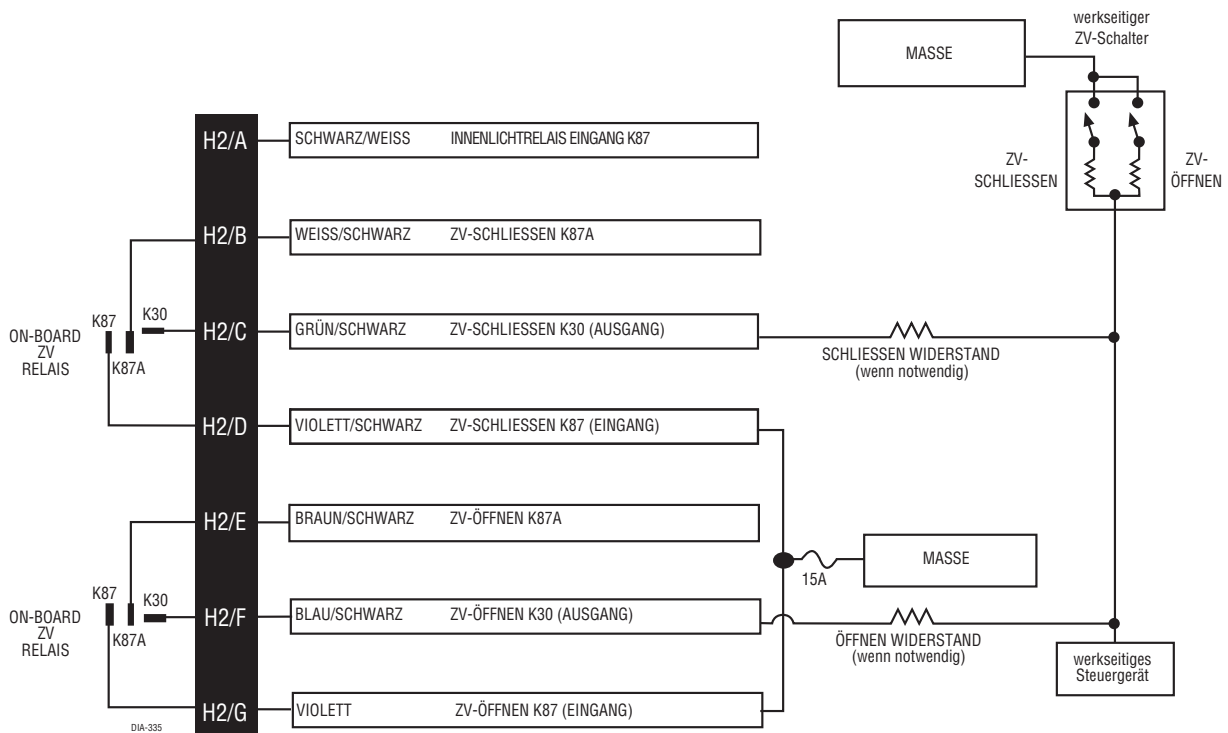 werkseitiger
ZV-Schalter
MASSE
H2/A
SCHWARZ/WEISS INNENLICHTRELAIS EINGANG K87
ZV-
SCHLIESSEN
ZV-
ÖFFNEN
H2/B
WEISS/SCHWARZ ZV-SCHLIESSEN K87A
K87
K30
K87A
ON-BOARD
ZV
RELAIS
H2/C
GRÜN/SCHWARZ ZV-SCHLIESSEN K30 (AUSGANG)
SCHLIESSEN WIDERSTAND
(wenn notwendig)
H2/D
VIOLETT/SCHWARZ ZV-SCHLIESSEN K87 (EINGANG)
H2/E
BRAUN/SCHWARZ ZV-ÖFFNEN K87A
15A
MASSE
K87
K30
K87A
ON-BOARD
ZV
RELAIS
H2/F
BLAU/SCHWARZ ZV-ÖFFNEN K30 (AUSGANG)
ÖFFNEN WIDERSTAND
(wenn notwendig)
werkseitiges
Steuergerät
H2/G
VIOLETT ZV-ÖFFNEN K87 (EINGANG)
DIA-335